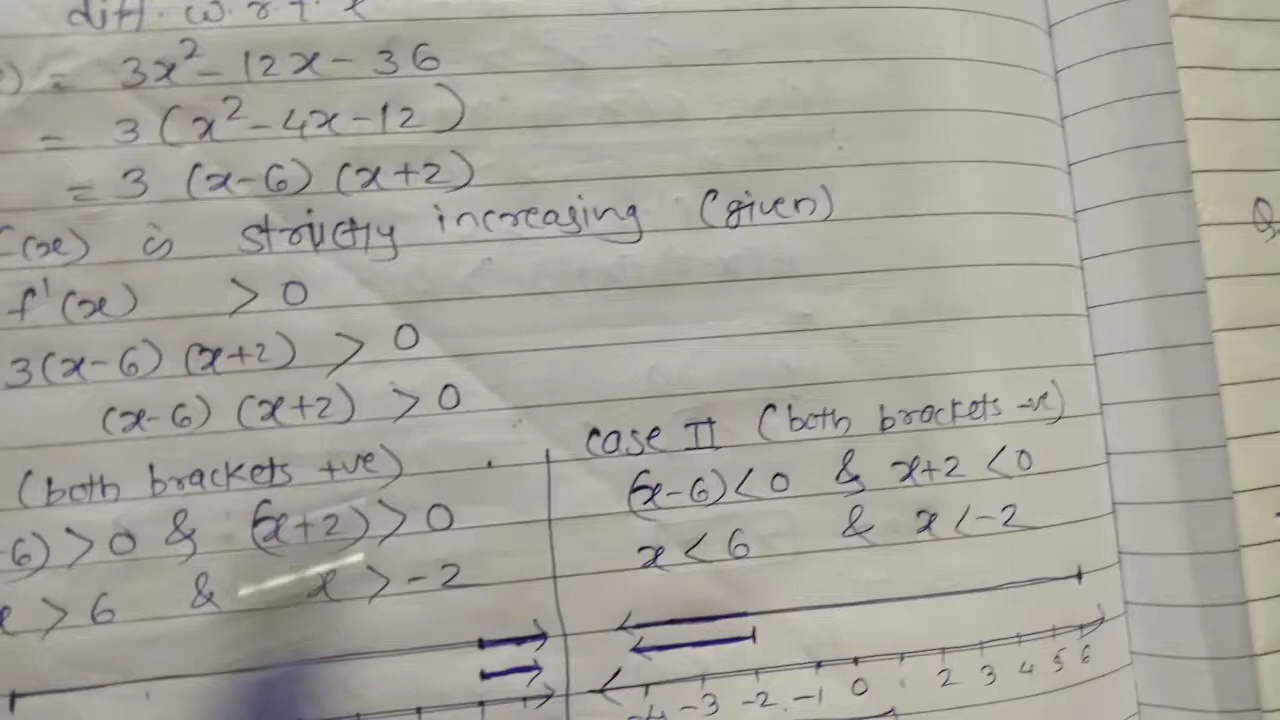 diff. w.r.t. x
) = 3x² - 12x - 36
= 3 (x² - 4x - 12)
= 3 (x-6) (x+2)
f(x) is strictly increasing (given)
f'(x) > 0
3(x-6) (x+2) > 0
(x-6) (x+2) > 0
(both brackets +ve)
-6) > 0 & (x+2) > 0
x > 6 & x > -2
case II (both brackets -ve)
(x-6) < 0 & x+2 < 0
x < 6 & x < -2
-4 -3 -2 -1 0 2 3 4 5 6